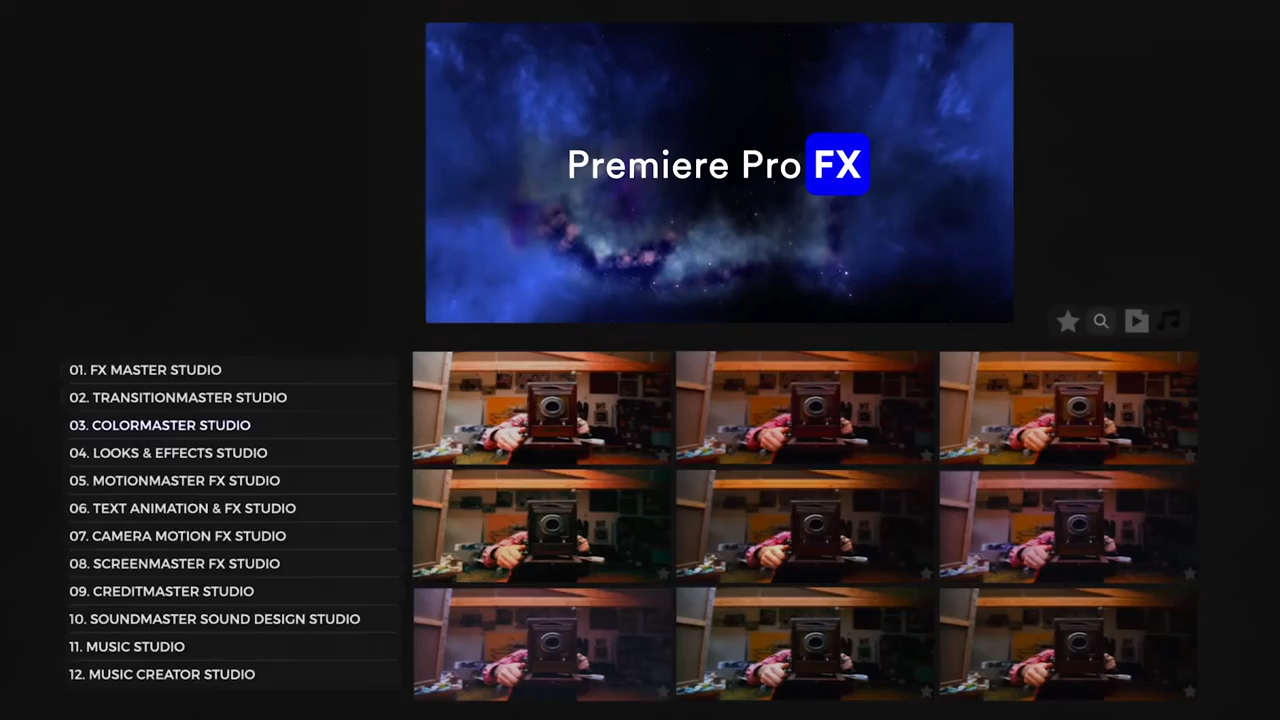 Premiere Pro FX
01. FX MASTER STUDIO
02. TRANSITIONMASTER STUDIO
03. COLORMASTER STUDIO
04. LOOKS & EFFECTS STUDIO
05. MOTIONMASTER FX STUDIO
06. TEXT ANIMATION & FX STUDIO
07. CAMERA MOTION FX STUDIO
08. SCREENMASTER FX STUDIO
09. CREDITMASTER STUDIO
10. SOUNDMASTER SOUND DESIGN STUDIO
11. MUSIC STUDIO
12. MUSIC CREATOR STUDIO